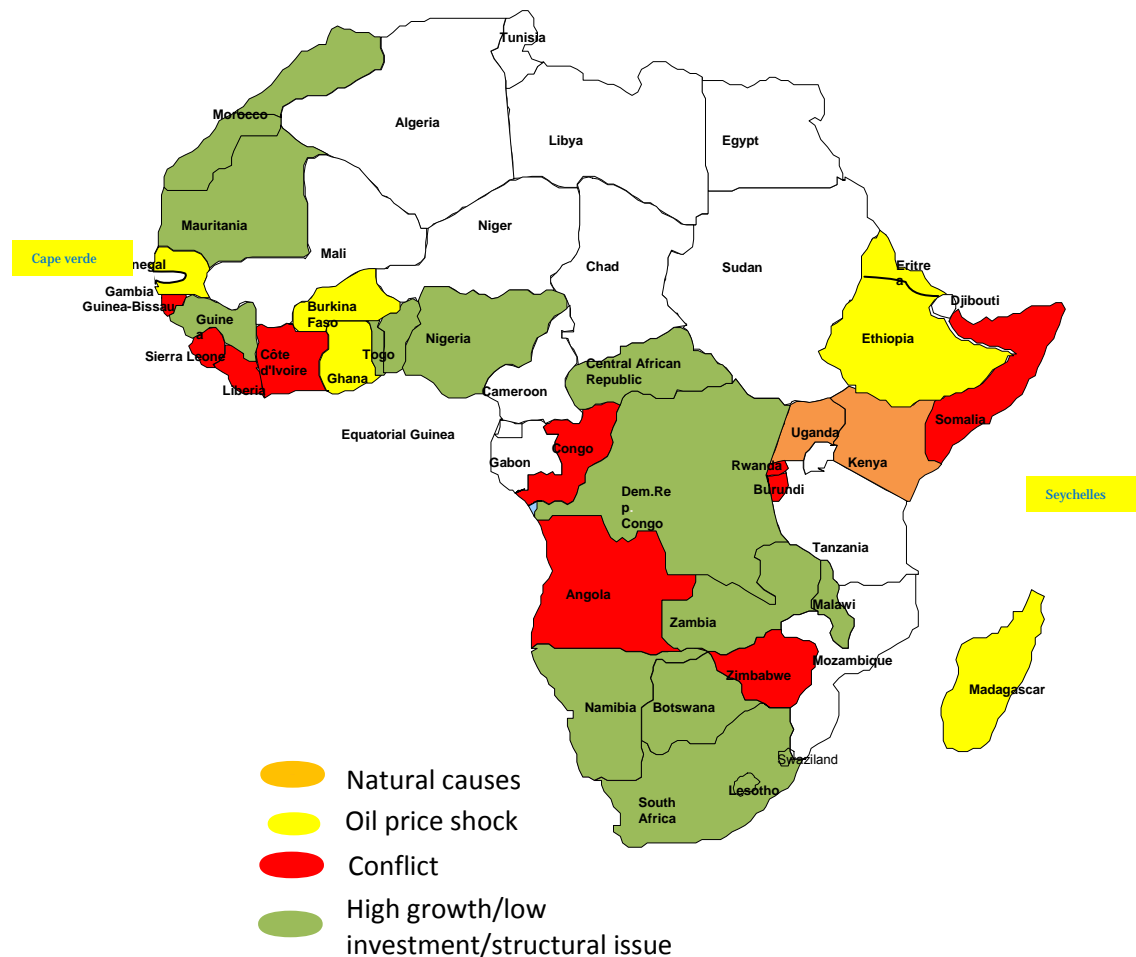 Tunisia
Morocco
Algeria
Libya
Egypt
Mauritania
Niger
Mali
Cape verde
negal
Chad
Sudan
Eritre
a
Gambia
Guinea-Bissau
Djibouti
Burkina
Faso
Guine
a
Nigeria
Ethiopia
Sierra Leone
Côte
d'Ivoire
Togo
Central African
Republic
Ghana
Liberia
Cameroon
Somalia
Equatorial Guinea
Uganda
Congo
Gabon
Rwanda
Kenya
Burundi
Dem.Re
p.
Congo
Seychelles
Tanzania
Angola
Malawi
Zambia
Mozambique
Zimbabwe
Madagascar
Namibia
Botswana
Swaziland
Lesotho
South
Africa
Natural causes
Oil price shock
Conflict
High growth/low
investment/structural issue